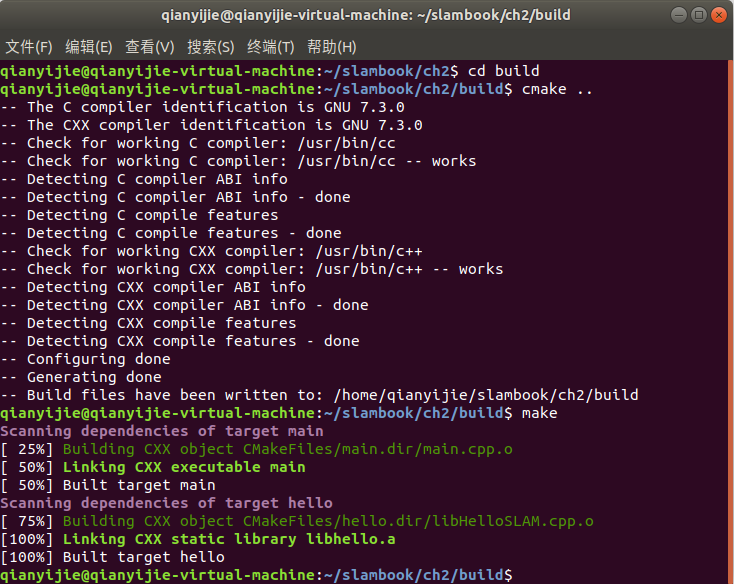 qianyijie@qianyijie-virtual-machine: ~/slambook/ch2/build
文件(F) 编辑(E) 查看(V) 搜索(S) 终端(T) 帮助(H)
qianyijie@qianyijie-virtual-machine:~/slambook/ch2$ cd build
qianyijie@qianyijie-virtual-machine:~/slambook/ch2/build$ cmake ..
-- The C compiler identification is GNU 7.3.0
-- The CXX compiler identification is GNU 7.3.0
-- Check for working C compiler: /usr/bin/cc
-- Check for working C compiler: /usr/bin/cc -- works
-- Detecting C compiler ABI info
-- Detecting C compiler ABI info - done
-- Detecting C compile features
-- Detecting C compile features - done
-- Check for working CXX compiler: /usr/bin/c++
-- Check for working CXX compiler: /usr/bin/c++ -- works
-- Detecting CXX compiler ABI info
-- Detecting CXX compiler ABI info - done
-- Detecting CXX compile features
-- Detecting CXX compile features - done
-- Configuring done
-- Generating done
-- Build files have been written to: /home/qianyijie/slambook/ch2/build
qianyijie@qianyijie-virtual-machine:~/slambook/ch2/build$ make
Scanning dependencies of target main
[ 25%] Building CXX object CMakeFiles/main.dir/main.cpp.o
[ 50%] Linking CXX executable main
[ 50%] Built target main
Scanning dependencies of target hello
[ 75%] Building CXX object CMakeFiles/hello.dir/libHelloSLAM.cpp.o
[100%] Linking CXX static library libhello.a
[100%] Built target hello
qianyijie@qianyijie-virtual-machine:~/slambook/ch2/build$